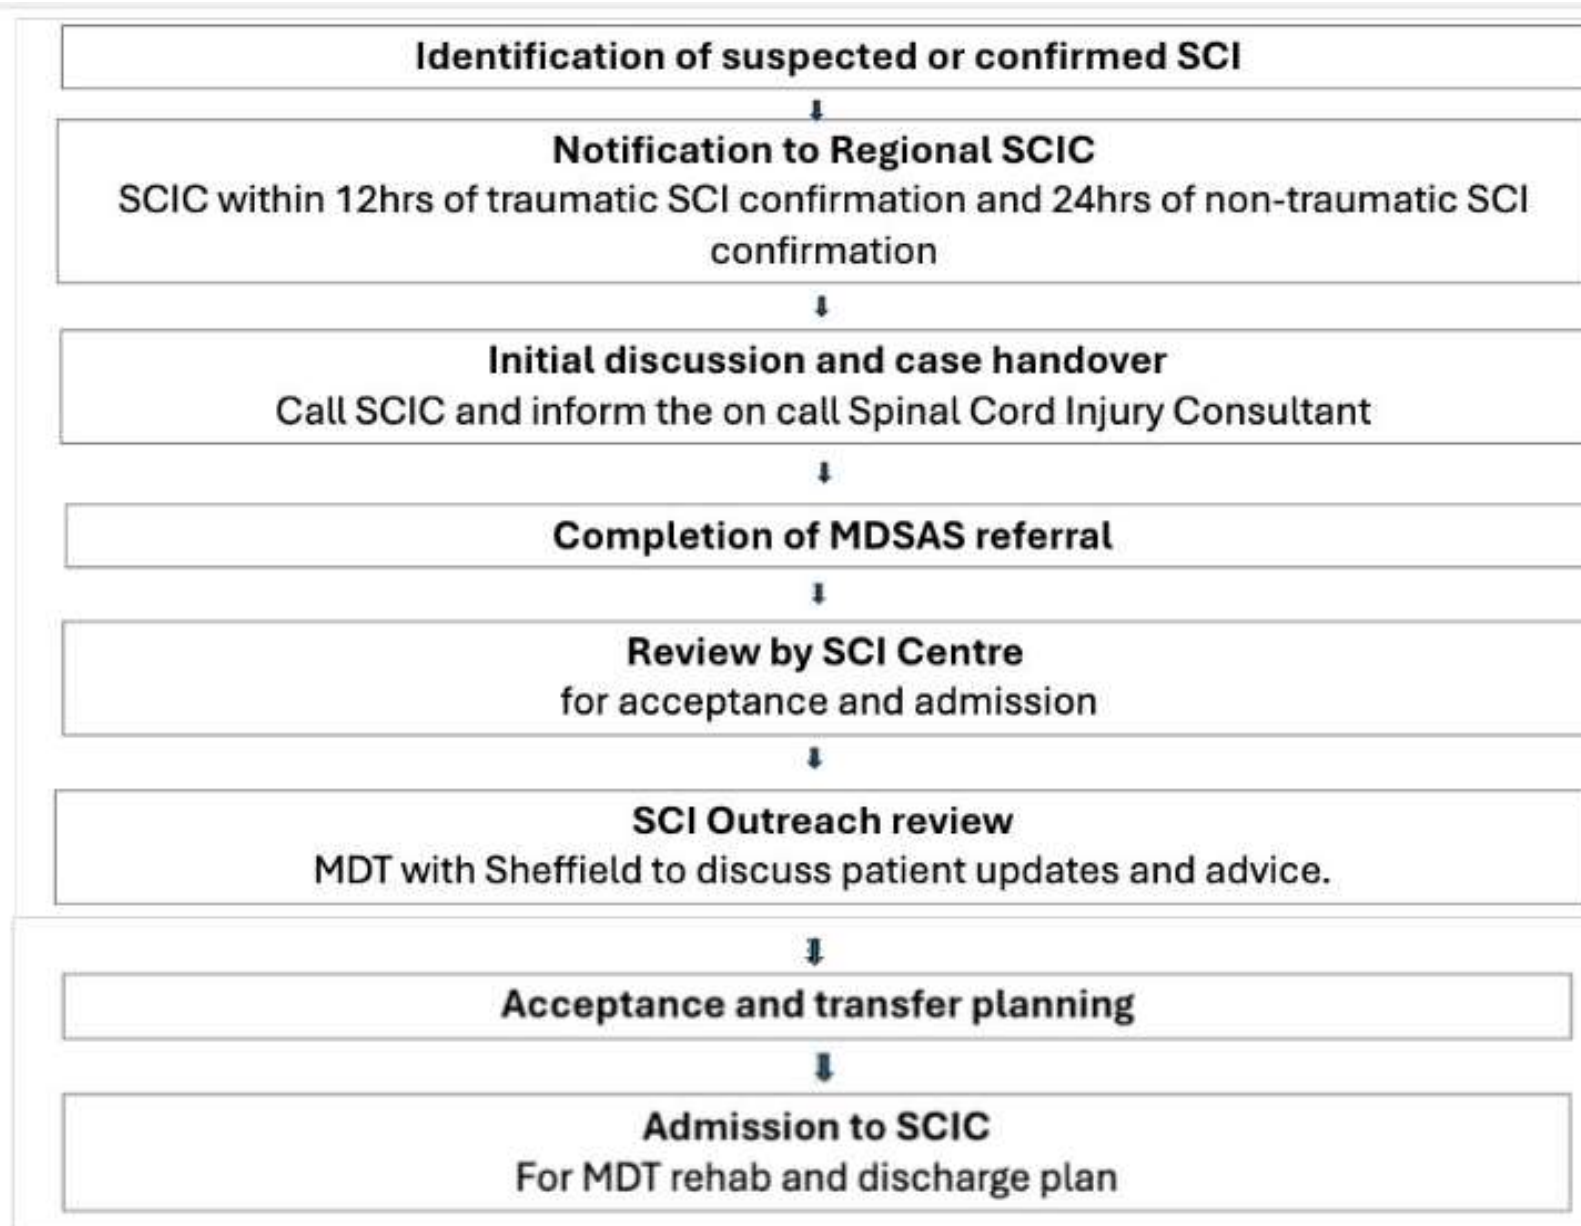 Identification of suspected or confirmed SCI
Notification to Regional SCIC
SCIC within 12hrs of traumatic SCI confirmation and 24hrs of non-traumatic SCI
confirmation
Initial discussion and case handover
Call SCIC and inform the on call Spinal Cord Injury Consultant
Completion of MDSAS referral
Review by SCI Centre
for acceptance and admission
SCI Outreach review
MDT with Sheffield to discuss patient updates and advice.
Acceptance and transfer planning
Admission to SCIC
For MDT rehab and discharge plan